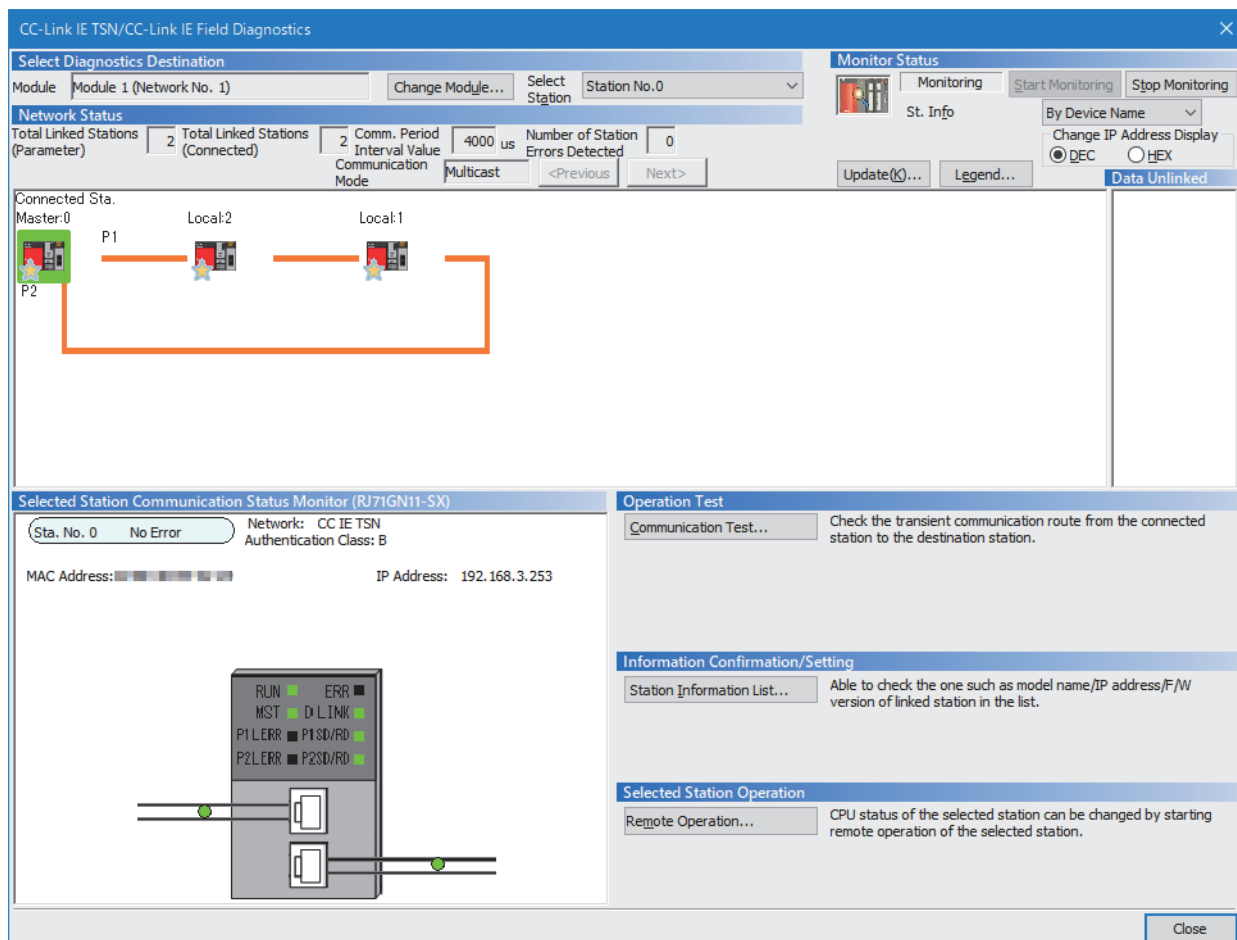 CC-Link IE TSN/CC-Link IE Field Diagnostics
Select Diagnostics Destination
Module Module 1 (Network No. 1) Change Module... Select Station Station No.0
Monitor Status
Monitoring Start Monitoring Stop Monitoring
St. Info By Device Name
Change IP Address Display
DEC HEX
Update(K)... Legend...
Network Status
Total Linked Stations (Parameter) 2 Total Linked Stations (Connected) 2 Comm. Period Interval Value 4000 us Number of Station Errors Detected 0
Communication Mode Multicast <Previous Next>
Data Unlinked
Connected Sta.
Master:0 Local:2 Local:1
P1
P2
Selected Station Communication Status Monitor (RJ71GN11-SX)
Sta. No. 0 No Error
Network: CC IE TSN
Authentication Class: B
MAC Address: IP Address: 192.168.3.253
RUN ERR
MST D LINK
P1LERR P1SD/RD
P2LERR P2SD/RD
Operation Test
Communication Test...
Check the transient communication route from the connected
station to the destination station.
Information Confirmation/Setting
Station Information List...
Able to check the one such as model name/IP address/F/W
version of linked station in the list.
Selected Station Operation
Remote Operation...
CPU status of the selected station can be changed by starting
remote operation of the selected station.
Close